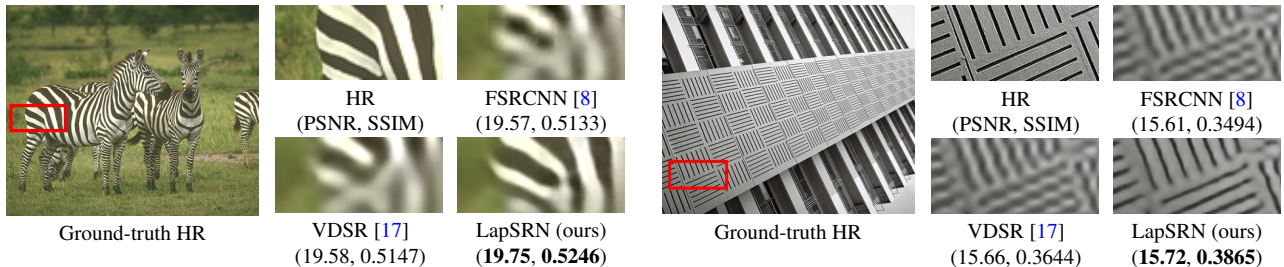 HR
(PSNR, SSIM)
FSRCNN [8]
(19.57, 0.5133)
Ground-truth HR
VDSR [17]
(19.58, 0.5147)
LapSRN (ours)
(19.75, 0.5246)
HR
(PSNR, SSIM)
FSRCNN [8]
(15.61, 0.3494)
Ground-truth HR
VDSR [17]
(15.66, 0.3644)
LapSRN (ours)
(15.72, 0.3865)